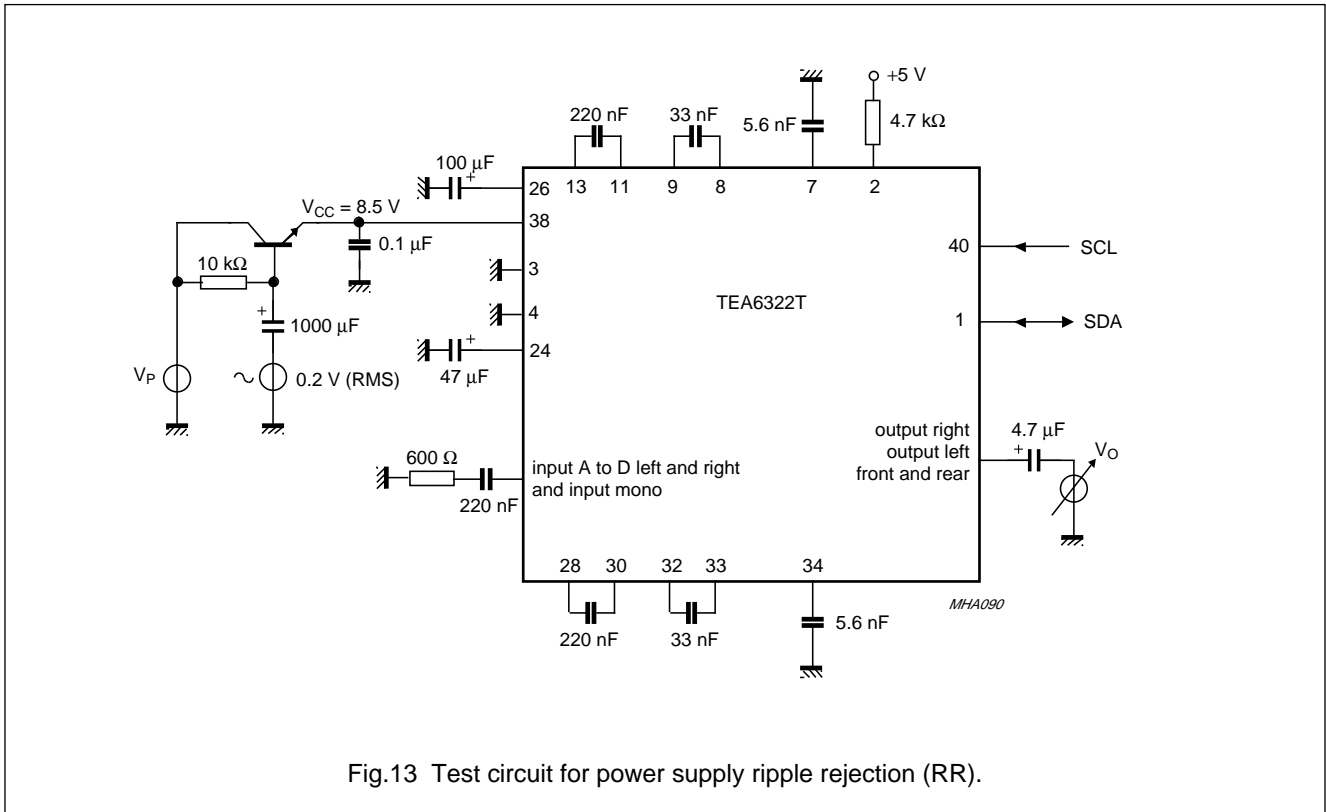 +5 V
220 nF
33 nF
5.6 nF
4.7 kΩ
100 μF
+
26
13
11
9
8
7
2
V_CC = 8.5 V
38
0.1 μF
40
SCL
10 kΩ
3
TEA6322T
+
1000 μF
4
1
SDA
+
24
47 μF
V_P
0.2 V (RMS)
output right
output left
front and rear
4.7 μF
+
V_O
600 Ω
220 nF
input A to D left and right
and input mono
28
30
32
33
34
MHA090
220 nF
33 nF
5.6 nF
Fig.13 Test circuit for power supply ripple rejection (RR).